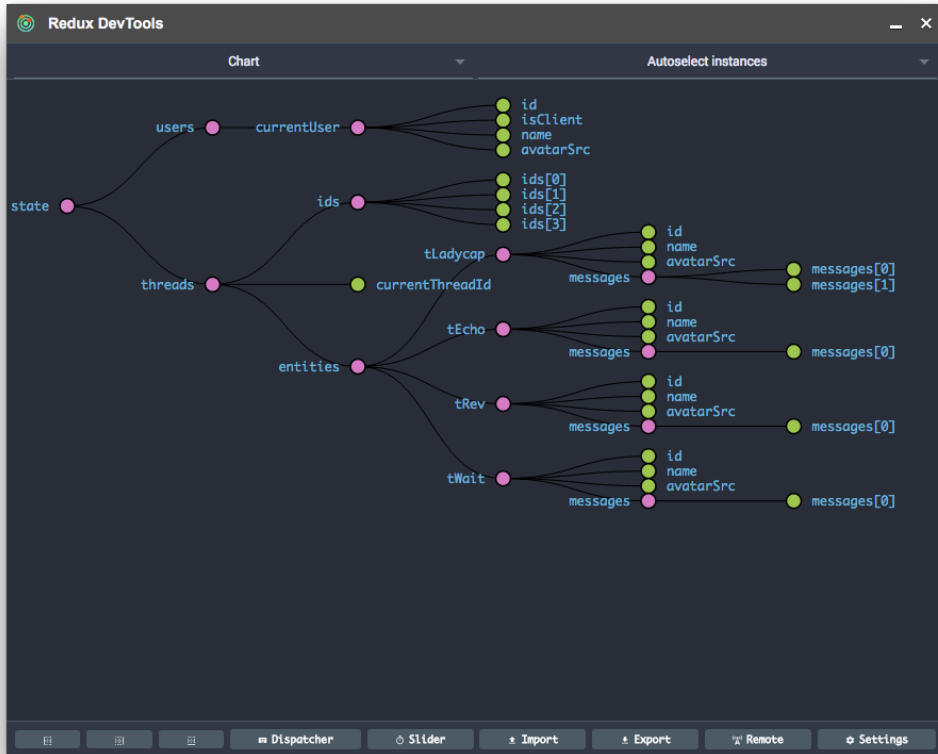 Redux DevTools
Chart
Autoselect instances
id
isClient
users
currentUser
name
avatarSrc
ids[0]
ids
ids[1]
state
ids[2]
ids[3]
id
name
tLadycap
avatarSrc
messages
messages[0]
threads
currentThreadId
messages[1]
id
name
tEcho
avatarSrc
messages
messages[0]
entities
id
name
tRev
avatarSrc
messages
messages[0]
id
name
tWait
avatarSrc
messages
messages[0]
Dispatcher
Slider
Import
Export
Remote
Settings